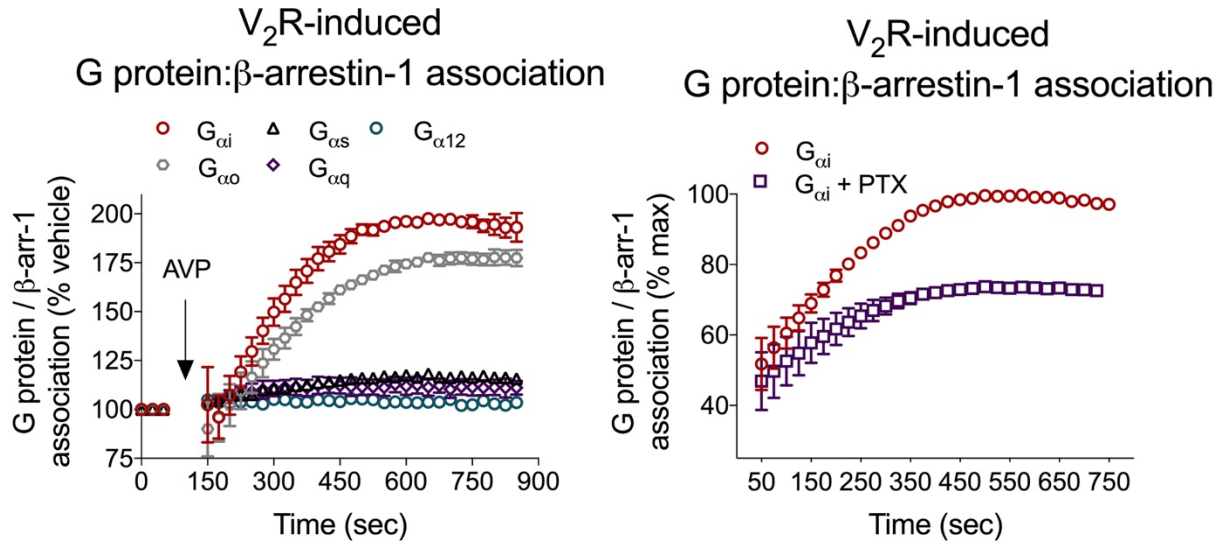 V₂R-induced
G protein:β-arrestin-1 association
Gαi Gαs Gα12
Gαo Gαq
G protein / β-arr-1
association (% vehicle)
200
175
150
125
100
75
AVP
0 150 300 450 600 750 900
Time (sec)
V₂R-induced
G protein:β-arrestin-1 association
Gαi
Gαi + PTX
G protein / β-arr-1
association (% max)
100
80
60
40
50 150 250 350 450 550 650 750
Time (sec)